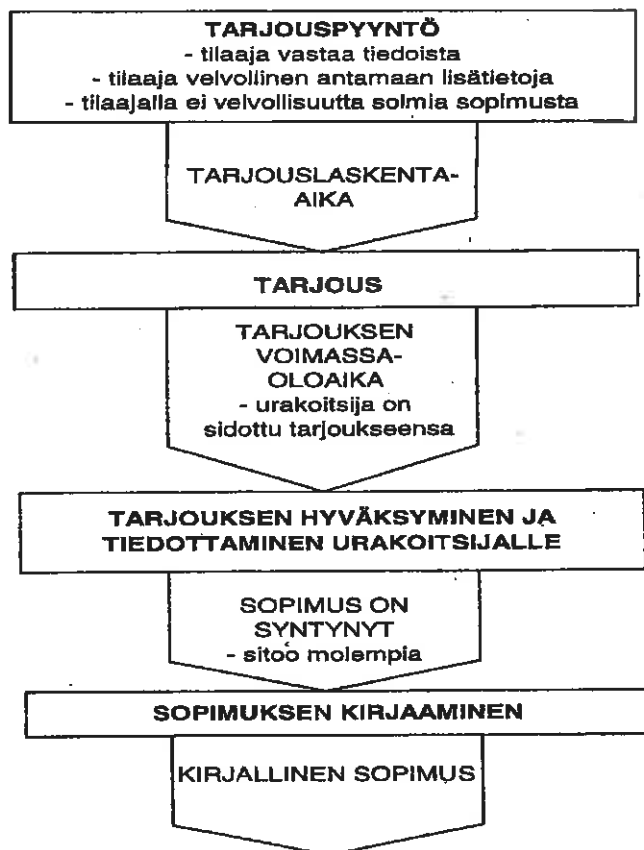 TARJOUSPYYNTÖ
- tilaaja vastaa tiedoista
- tilaaja velvollinen antamaan lisätietoja
- tilaajalla ei velvollisuutta solmia sopimusta
TARJOUSLASKENTA-
AIKA
TARJOUS
TARJOUKSEN
VOIMASSA-
OLOAIKA
- urakoitsija on
sidottu tarjoukseensa
TARJOUKSEN HYVÄKSYMINEN JA
TIEDOTTAMINEN URAKOITSIJALLE
SOPIMUS ON
SYNTYNYT
- sitoo molempia
SOPIMUKSEN KIRJAAMINEN
KIRJALLINEN SOPIMUS